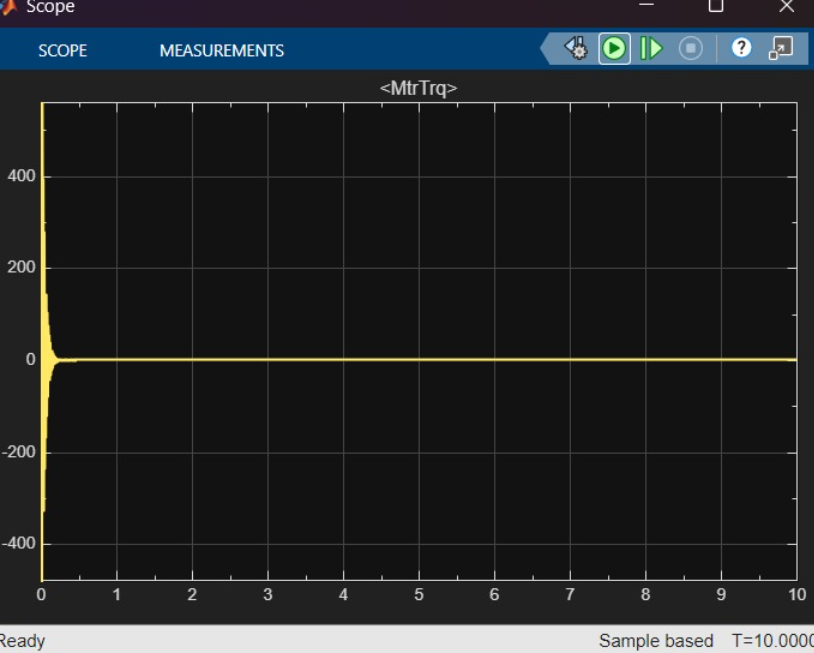 Scope
SCOPE MEASUREMENTS
?
<MtrTrq>
400
200
0
-200
-400
0 1 2 3 4 5 6 7 8 9 10
Ready Sample based T=10.0000